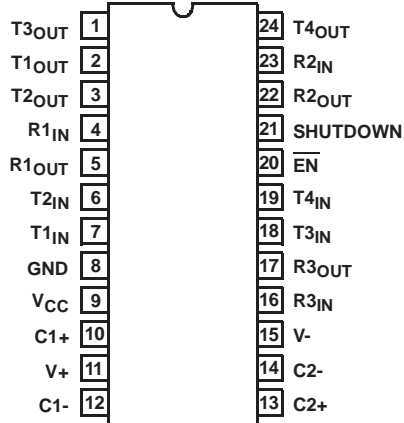 T3OUT 1 24 T4OUT
T1OUT 2 23 R2IN
T2OUT 3 22 R2OUT
R1IN 4 21 SHUTDOWN
R1OUT 5 20 E̅N̅
T2IN 6 19 T4IN
T1IN 7 18 T3IN
GND 8 17 R3OUT
VCC 9 16 R3IN
C1+ 10 15 V-
V+ 11 14 C2-
C1- 12 13 C2+